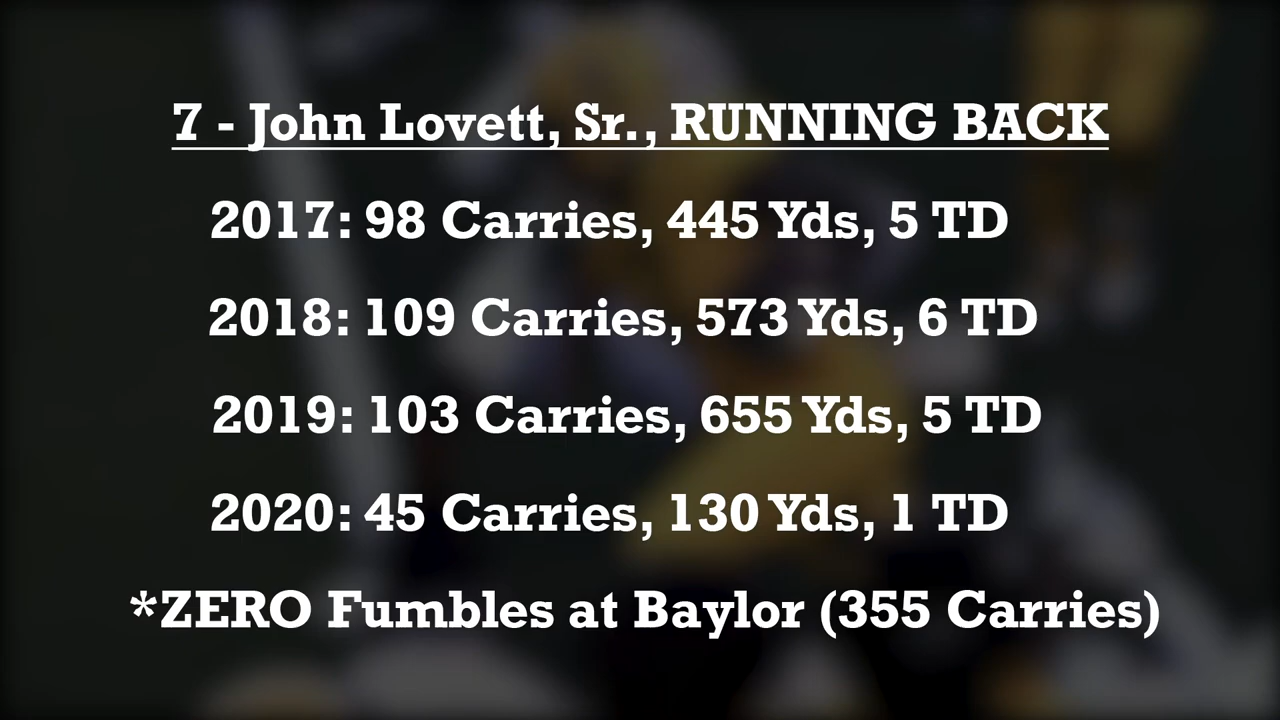 7 - John Lovett, Sr., RUNNING BACK
2017: 98 Carries, 445 Yds, 5 TD
2018: 109 Carries, 573 Yds, 6 TD
2019: 103 Carries, 655 Yds, 5 TD
2020: 45 Carries, 130 Yds, 1 TD
*ZERO Fumbles at Baylor (355 Carries)